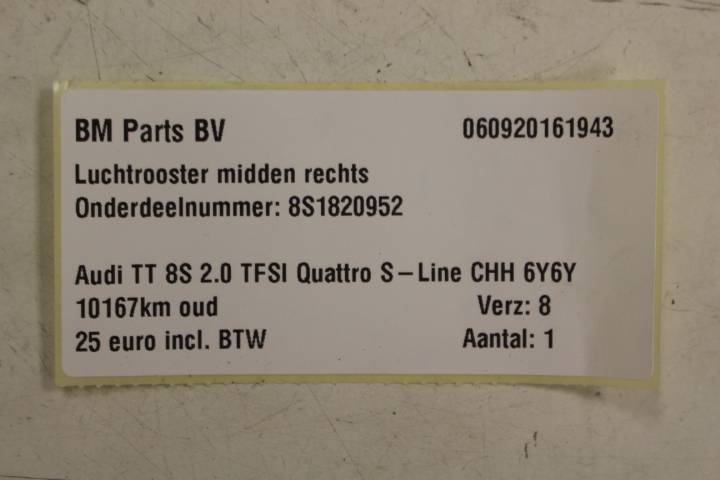 BM Parts BV 060920161943
Luchtrooster midden rechts
Onderdeelnummer: 8S1820952
Audi TT 8S 2.0 TFSI Quattro S-Line CHH 6Y6Y
10167km oud Verz: 8
25 euro incl. BTW Aantal: 1